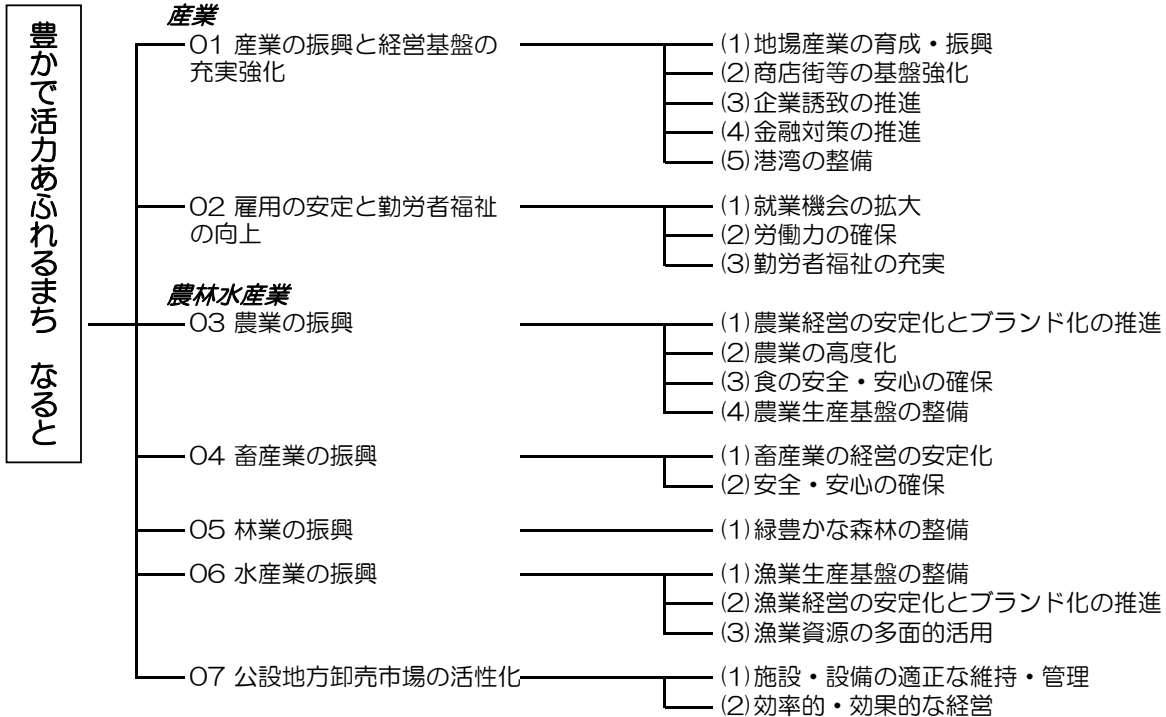 豊かで活力あふれるまち　なると
産業
01 産業の振興と経営基盤の
充実強化
(1)地場産業の育成・振興
(2)商店街等の基盤強化
(3)企業誘致の推進
(4)金融対策の推進
(5)港湾の整備
02 雇用の安定と勤労者福祉
の向上
(1)就業機会の拡大
(2)労働力の確保
(3)勤労者福祉の充実
農林水産業
03 農業の振興
(1)農業経営の安定化とブランド化の推進
(2)農業の高度化
(3)食の安全・安心の確保
(4)農業生産基盤の整備
04 畜産業の振興
(1)畜産業の経営の安定化
(2)安全・安心の確保
05 林業の振興
(1)緑豊かな森林の整備
06 水産業の振興
(1)漁業生産基盤の整備
(2)漁業経営の安定化とブランド化の推進
(3)漁業資源の多面的活用
07 公設地方卸売市場の活性化
(1)施設・設備の適正な維持・管理
(2)効率的・効果的な経営